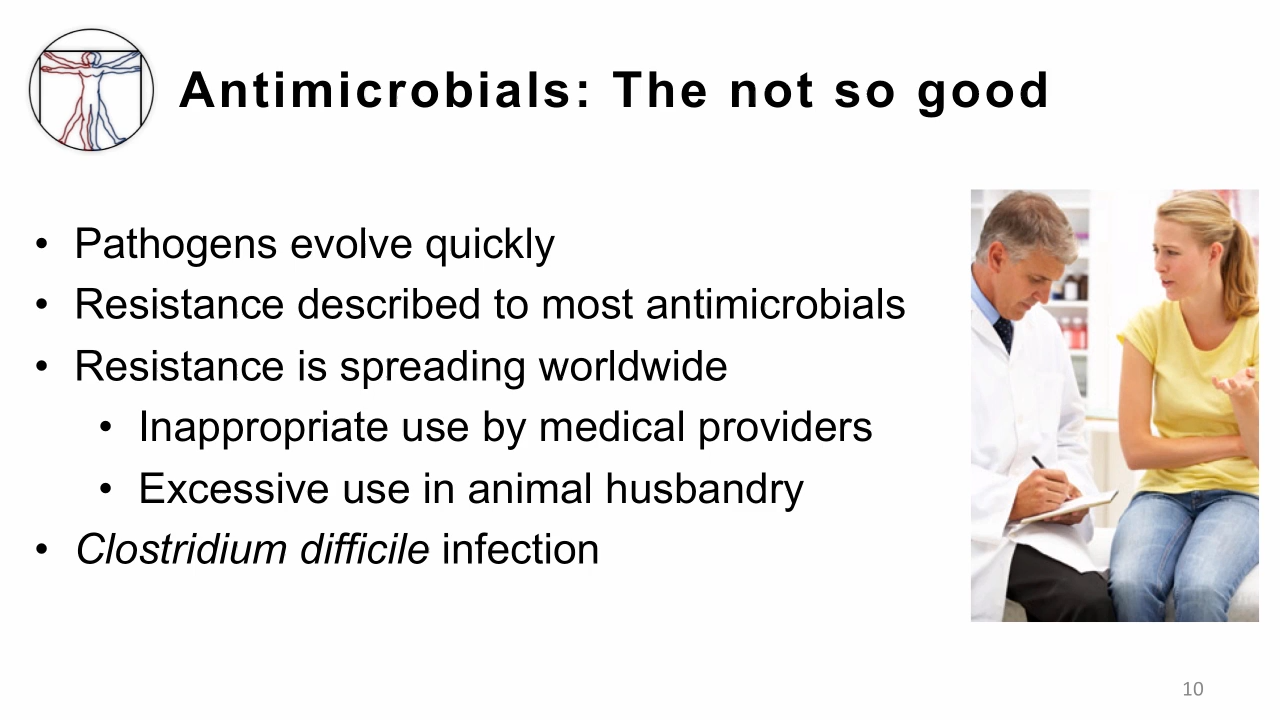 Antimicrobials: The not so good
• Pathogens evolve quickly
• Resistance described to most antimicrobials
• Resistance is spreading worldwide
• Inappropriate use by medical providers
• Excessive use in animal husbandry
• Clostridium difficile infection
10